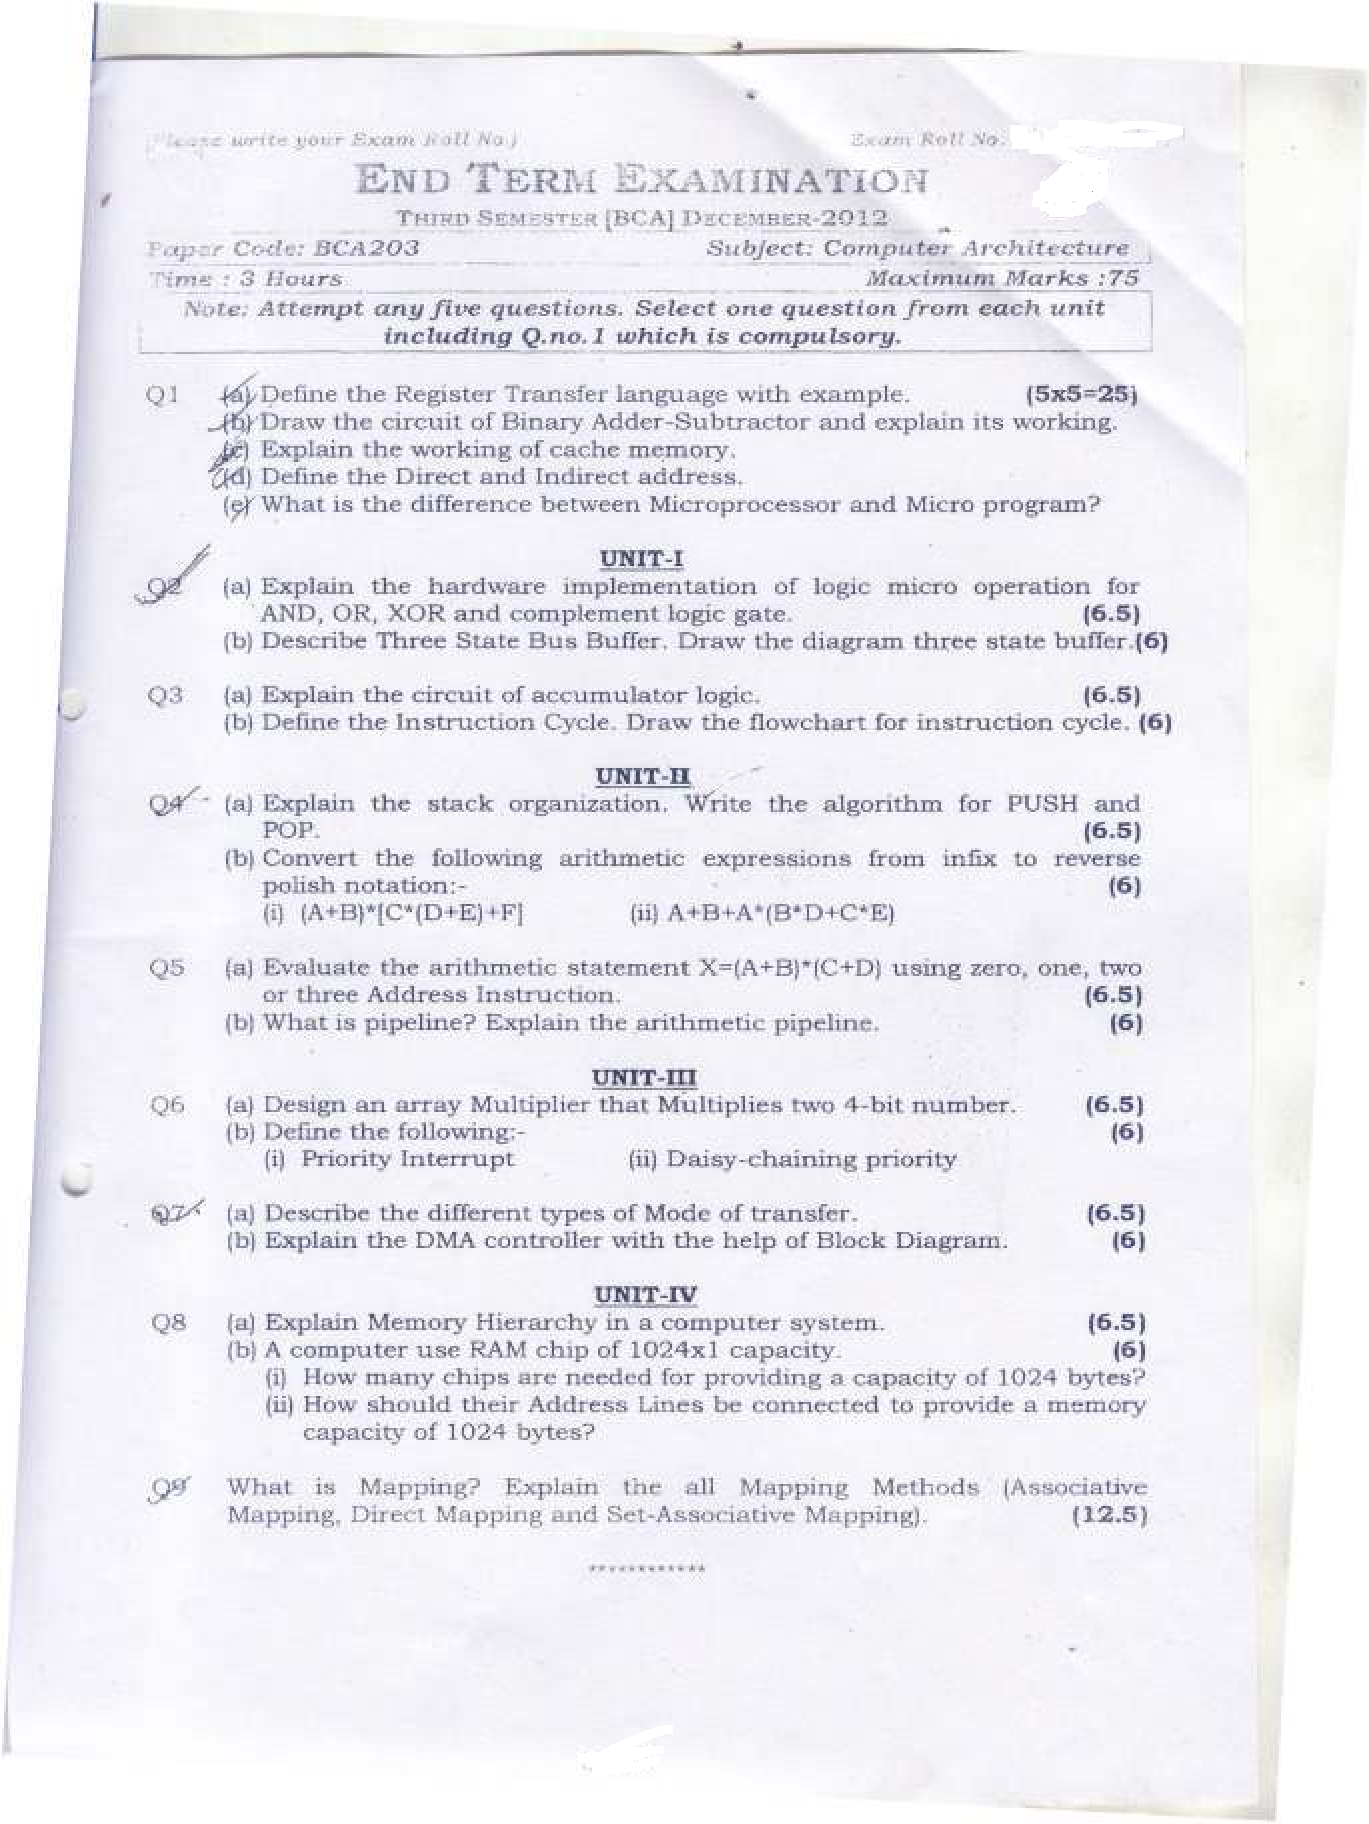 (Please write your Exam Roll No.) Exam Roll No.
END TERM EXAMINATION
THIRD SEMESTER [BCA] DECEMBER-2012
Paper Code: BCA203 Subject: Computer Architecture
Time : 3 Hours Maximum Marks :75
Note: Attempt any five questions. Select one question from each unit
including Q.no.1 which is compulsory.
Q1 (a) Define the Register Transfer language with example. (5x5=25)
(b) Draw the circuit of Binary Adder-Subtractor and explain its working.
(c) Explain the working of cache memory.
(d) Define the Direct and Indirect address.
(e) What is the difference between Microprocessor and Micro program?
UNIT-I
Q2 (a) Explain the hardware implementation of logic micro operation for
AND, OR, XOR and complement logic gate. (6.5)
(b) Describe Three State Bus Buffer. Draw the diagram three state buffer.(6)
Q3 (a) Explain the circuit of accumulator logic. (6.5)
(b) Define the Instruction Cycle. Draw the flowchart for instruction cycle. (6)
UNIT-II
Q4 (a) Explain the stack organization. Write the algorithm for PUSH and
POP. (6.5)
(b) Convert the following arithmetic expressions from infix to reverse
polish notation:- (6)
(i) (A+B)*[C*(D+E)+F] (ii) A+B+A*(B*D+C*E)
Q5 (a) Evaluate the arithmetic statement X=(A+B)*(C+D) using zero, one, two
or three Address Instruction. (6.5)
(b) What is pipeline? Explain the arithmetic pipeline. (6)
UNIT-III
Q6 (a) Design an array Multiplier that Multiplies two 4-bit number. (6.5)
(b) Define the following:- (6)
(i) Priority Interrupt (ii) Daisy-chaining priority
Q7 (a) Describe the different types of Mode of transfer. (6.5)
(b) Explain the DMA controller with the help of Block Diagram. (6)
UNIT-IV
Q8 (a) Explain Memory Hierarchy in a computer system. (6.5)
(b) A computer use RAM chip of 1024x1 capacity. (6)
(i) How many chips are needed for providing a capacity of 1024 bytes?
(ii) How should their Address Lines be connected to provide a memory
capacity of 1024 bytes?
Q9 What is Mapping? Explain the all Mapping Methods (Associative
Mapping, Direct Mapping and Set-Associative Mapping). (12.5)
************